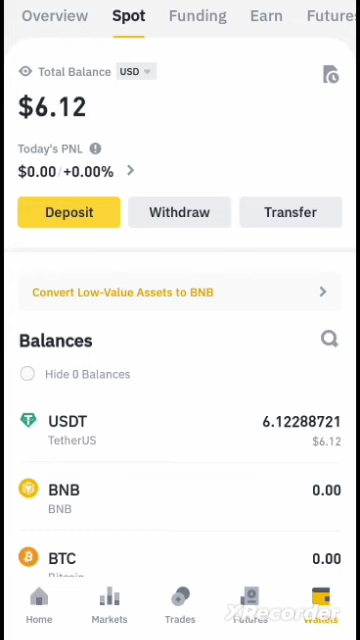 Overview Spot Funding Earn Future
Total Balance USD
$6.12
Today's PNL
$0.00/+0.00%
Deposit Withdraw Transfer
Convert Low-Value Assets to BNB
Balances
Hide 0 Balances
USDT 6.12288721
TetherUS $6.12
BNB 0.00
BNB
BTC 0.00
Bitcoin
Home Markets Trades Futures Wallets
XRecorder